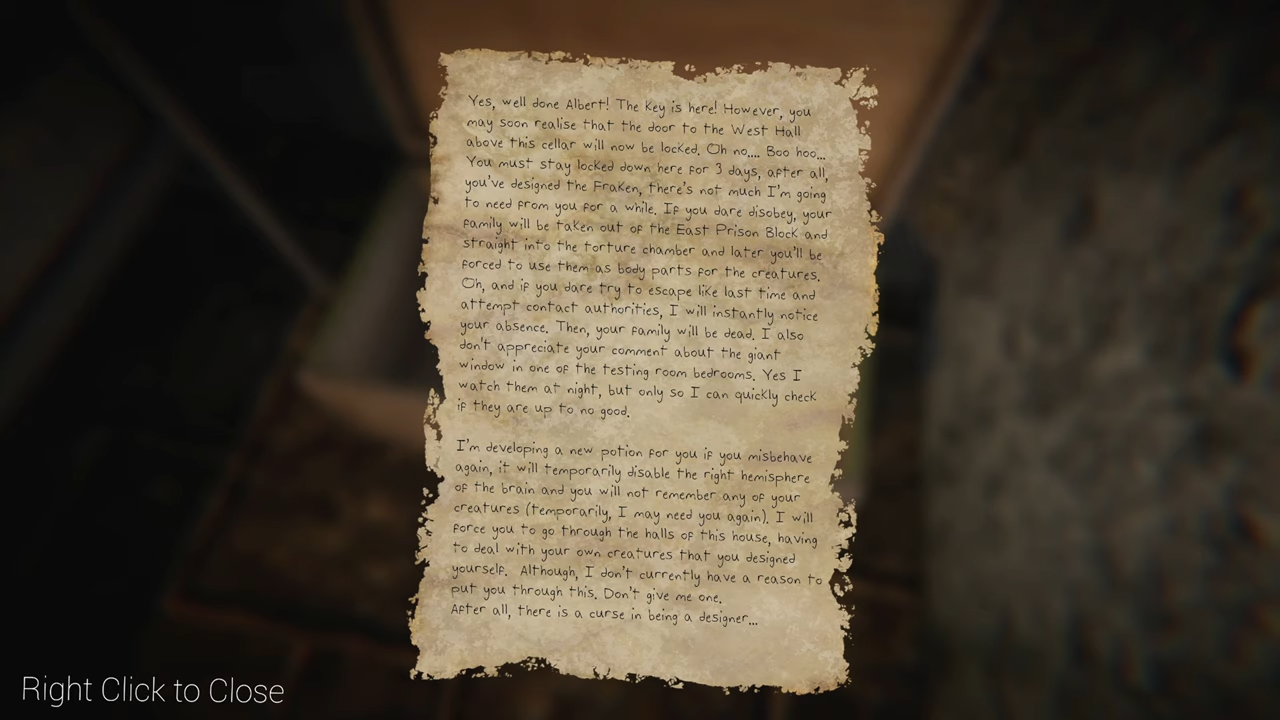 Yes, well done Albert! The Key is here! However, you
may soon realise that the door to the West Hall
above this cellar will now be locked. Oh no.... Boo hoo...
You must stay locked down here for 3 days, after all,
you've designed the Fraken, there's not much I'm going
to need from you for a while. If you dare disobey, your
family will be taken out of the East Prison Block and
straight into the torture chamber and later you'll be
forced to use them as body parts for the creatures.
Oh, and if you dare try to escape like last time and
attempt contact authorities, I will instantly notice
your absence. Then, your family will be dead. I also
don't appreciate your comment about the giant
window in one of the testing room bedrooms. Yes I
watch them at night, but only so I can quickly check
if they are up to no good.
I'm developing a new potion for you if you misbehave
again, it will temporarily disable the right hemisphere
of the brain and you will not remember any of your
creatures (temporarily, I may need you again). I will
force you to go through the halls of this house, having
to deal with your own creatures that you designed
yourself. Although, I don't currently have a reason to
put you through this. Don't give me one.
After all, there is a curse in being a designer...
Right Click to Close